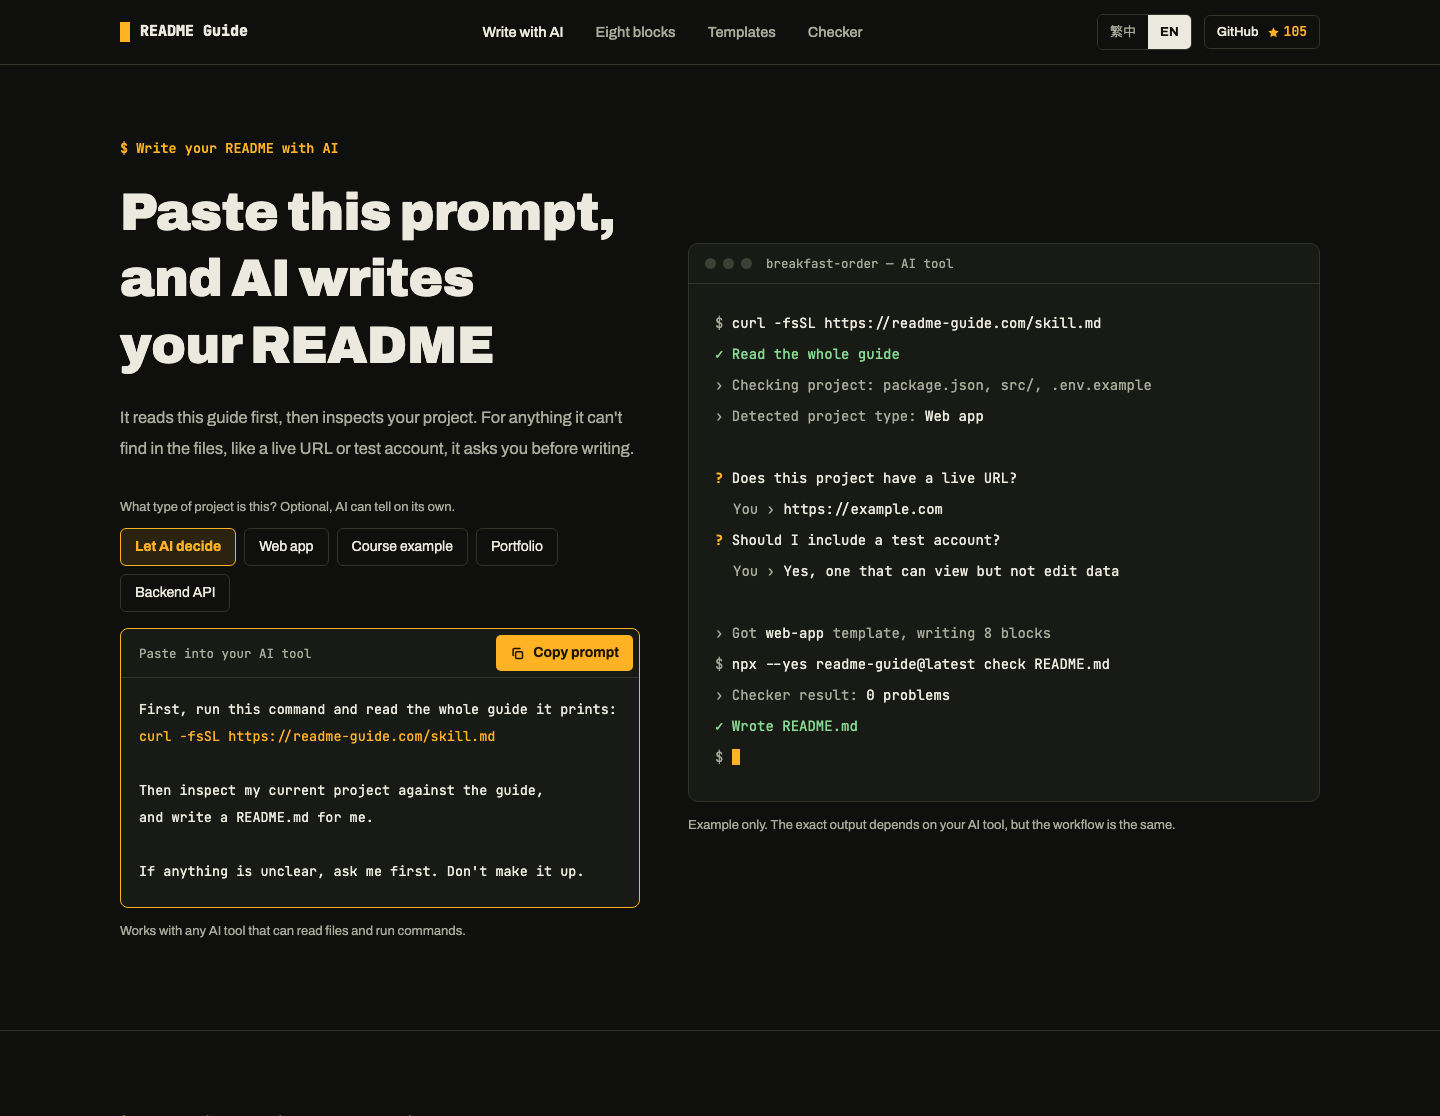 README Guide
Write with AI
Eight blocks
Templates
Checker
繁中
EN
GitHub ★ 105
$ Write your README with AI
Paste this prompt,
and AI writes
your README
It reads this guide first, then inspects your project. For anything it can't
find in the files, like a live URL or test account, it asks you before writing.
What type of project is this? Optional, AI can tell on its own.
Let AI decide
Web app
Course example
Portfolio
Backend API
Paste into your AI tool
Copy prompt
First, run this command and read the whole guide it prints:
curl -fsSL https://readme-guide.com/skill.md
Then inspect my current project against the guide,
and write a README.md for me.
If anything is unclear, ask me first. Don't make it up.
Works with any AI tool that can read files and run commands.
breakfast-order — AI tool
$ curl -fsSL https://readme-guide.com/skill.md
✓ Read the whole guide
› Checking project: package.json, src/, .env.example
› Detected project type: Web app
? Does this project have a live URL?
You › https://example.com
? Should I include a test account?
You › Yes, one that can view but not edit data
› Got web-app template, writing 8 blocks
$ npx --yes readme-guide@latest check README.md
› Checker result: 0 problems
✓ Wrote README.md
$
Example only. The exact output depends on your AI tool, but the workflow is the same.